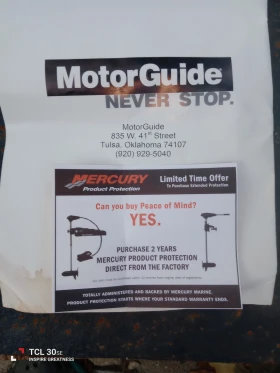 MotorGuide
NEVER STOP.
MotorGuide
835 W. 41st Street
Tulsa, Oklahoma 74107
(920) 929-5040
MERCURY
Product Protection
Limited Time Offer
To Purchase Extended Protection
Can you buy Peace of Mind?
YES.
PURCHASE 2 YEARS
MERCURY PRODUCT PROTECTION
DIRECT FROM THE FACTORY
TOTALLY ADMINISTERED AND BACKED BY MERCURY MARINE.
PRODUCT PROTECTION STARTS WHERE YOUR STANDARD WARRANTY ENDS.
TCL 30SE
INSPIRE GREATNESS